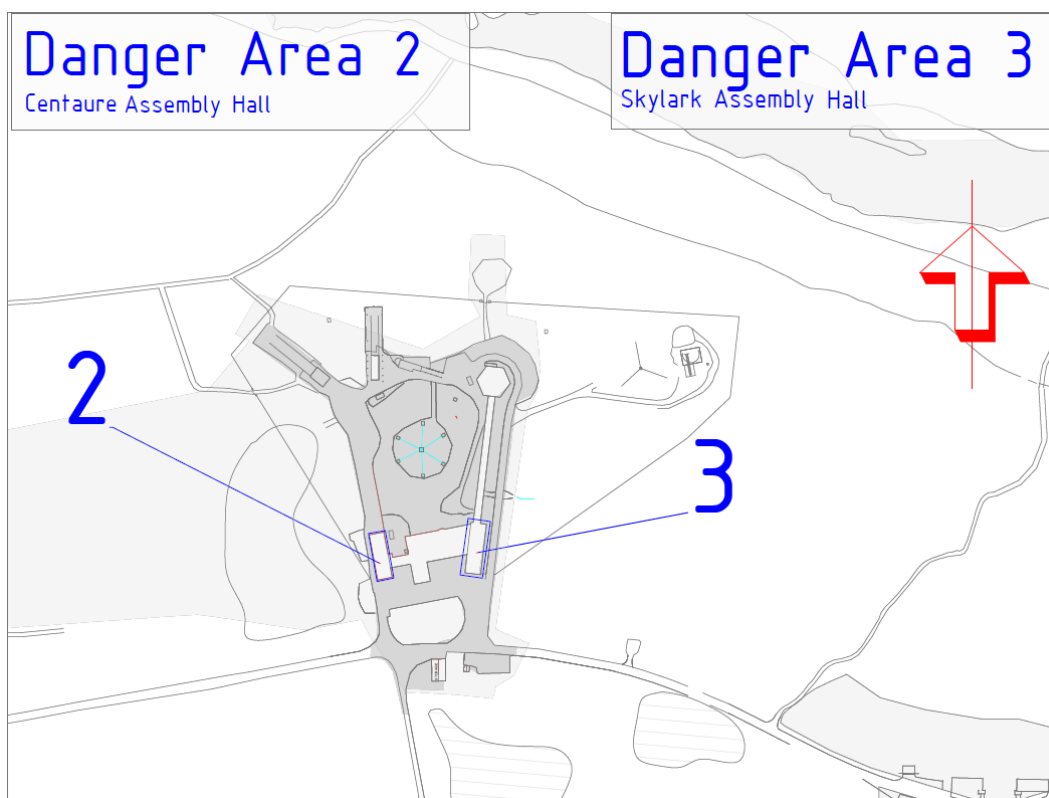 Danger Area 2
Centaure Assembly Hall
Danger Area 3
Skylark Assembly Hall
2
3